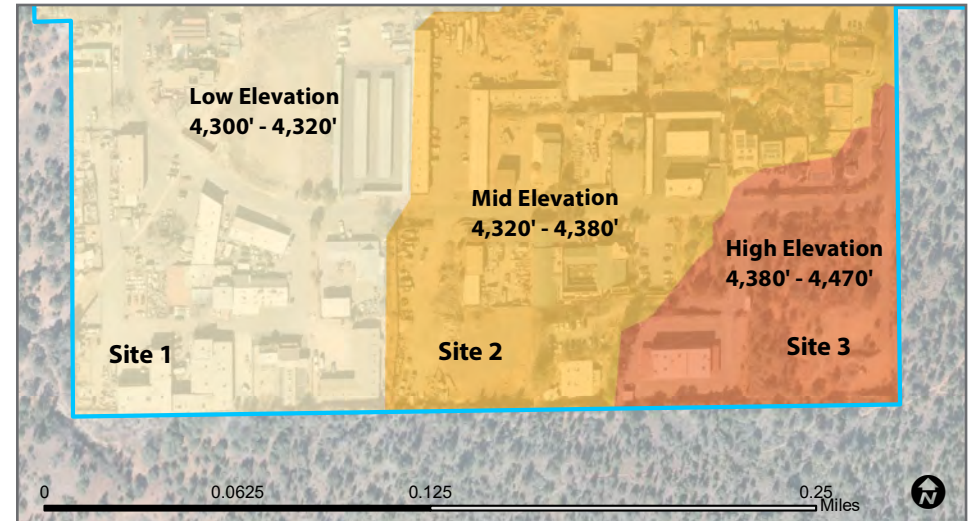 Low Elevation
4,300' - 4,320'
Mid Elevation
4,320' - 4,380'
High Elevation
4,380' - 4,470'
Site 1
Site 2
Site 3
0 0.0625 0.125 0.25
Miles
N